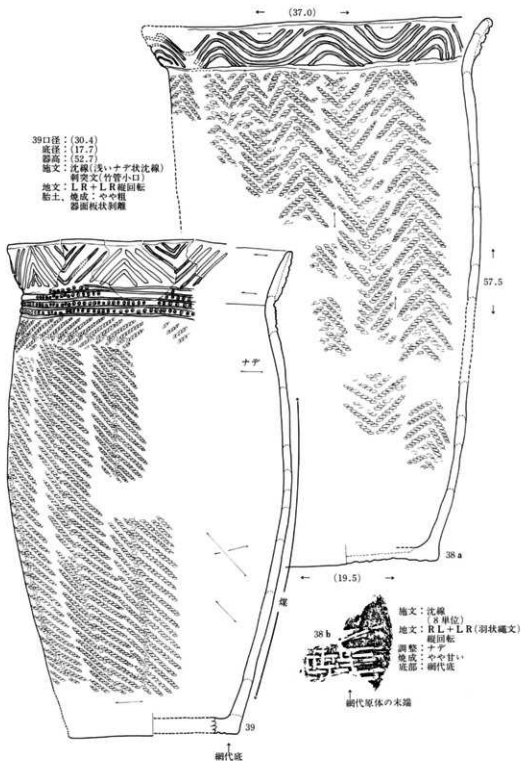 (37.0)
39口径:(30.4)
底径:(17.7)
器高:(52.7)
施文:沈線(浅いナデ状沈線)
刺突文(竹管小口)
地文:LR+LR縦回転
胎土、焼成:やや粗
器面板状剥離
57.5
ナデ
38a
(19.5)
煤
38b
施文:沈線
(8単位)
地文:RL+LR(羽状縄文)
縦回転
調整:ナデ
焼成:やや甘い
底部:網代底
網代原体の末端
39
網代底